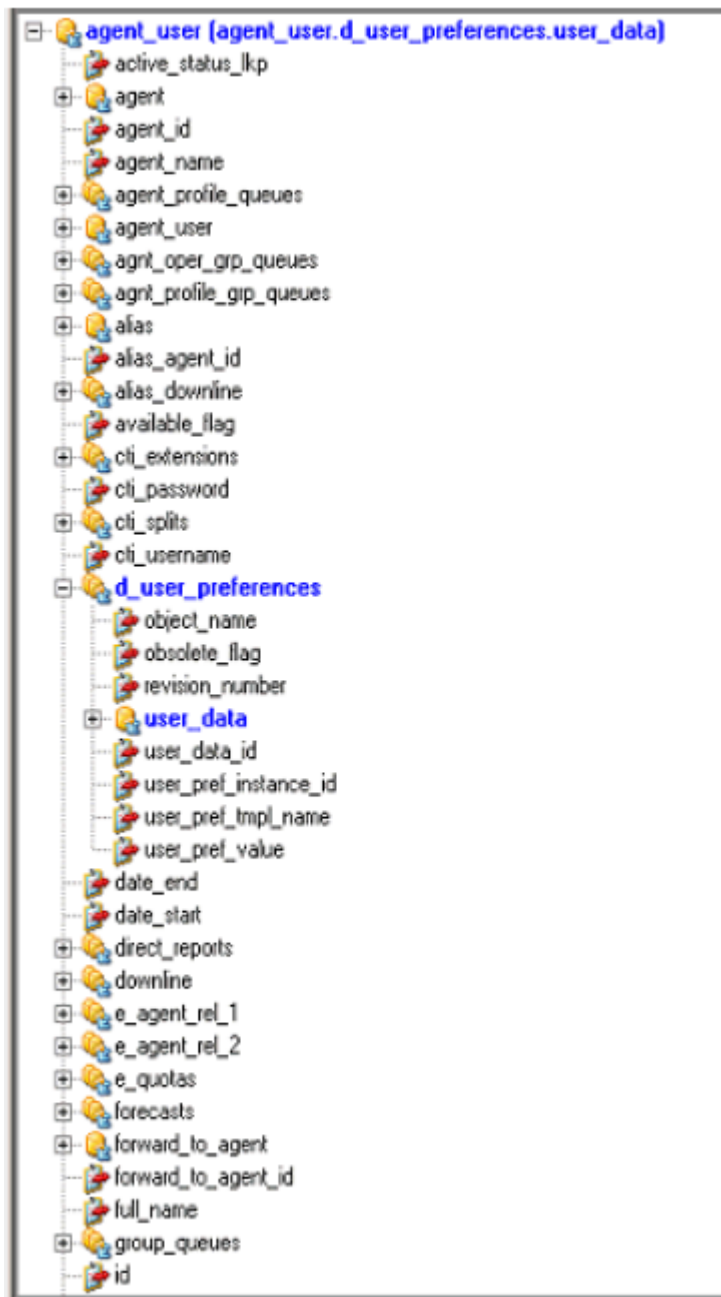 agent_user (agent_user.d_user_preferences.user_data)
active_status_lkp
agent
agent_id
agent_name
agent_profile_queues
agent_user
agnt_oper_grp_queues
agnt_profile_grp_queues
alias
alias_agent_id
alias_downline
available_flag
cti_extensions
cti_password
cti_splits
cti_username
d_user_preferences
object_name
obsolete_flag
revision_number
user_data
user_data_id
user_pref_instance_id
user_pref_tmpl_name
user_pref_value
date_end
date_start
direct_reports
downline
e_agent_rel_1
e_agent_rel_2
e_quotas
forecasts
forward_to_agent
forward_to_agent_id
full_name
group_queues
id